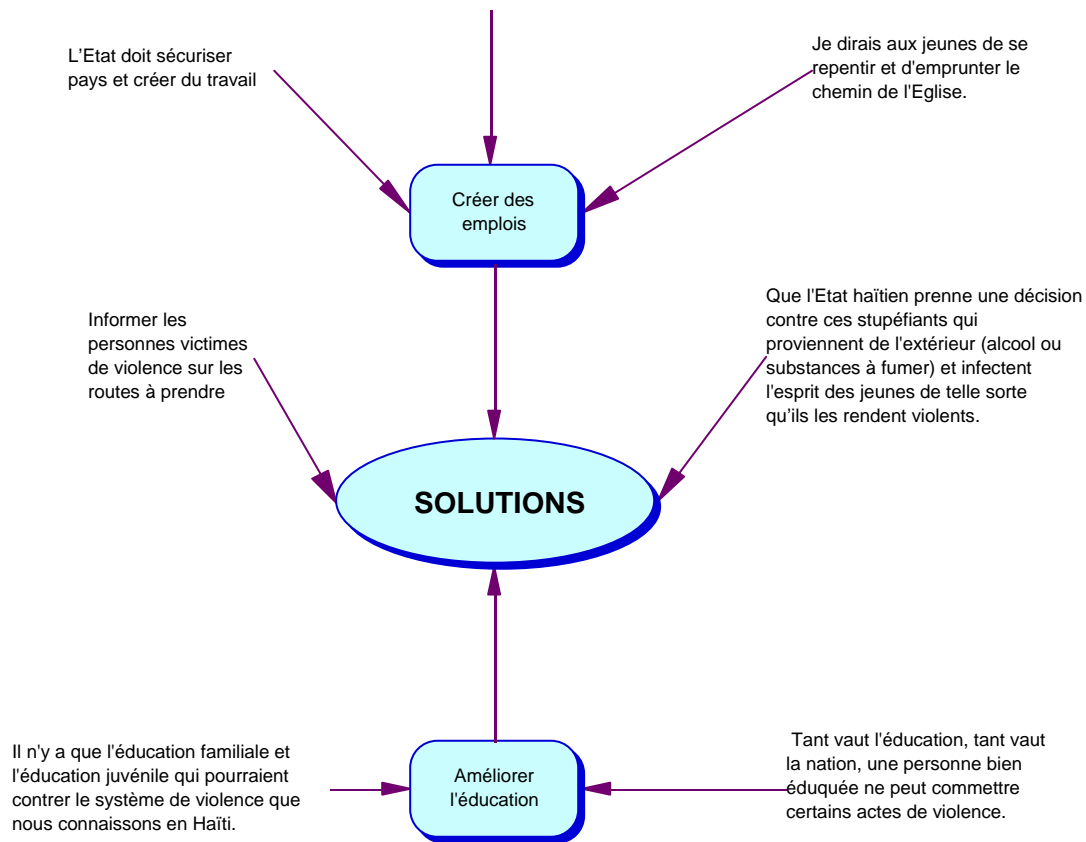 L'Etat doit sécuriser
pays et créer du travail
Je dirais aux jeunes de se
repentir et d'emprunter le
chemin de l'Eglise.
Créer des
emplois
Informer les
personnes victimes
de violence sur les
routes à prendre
Que l'Etat haïtien prenne une décision
contre ces stupéfiants qui
proviennent de l'extérieur (alcool ou
substances à fumer) et infectent
l'esprit des jeunes de telle sorte
qu'ils les rendent violents.
SOLUTIONS
Il n'y a que l'éducation familiale et
l'éducation juvénile qui pourraient
contrer le système de violence que
nous connaissons en Haïti.
Améliorer
l'éducation
Tant vaut l'éducation, tant vaut
la nation, une personne bien
éduquée ne peut commettre
certains actes de violence.